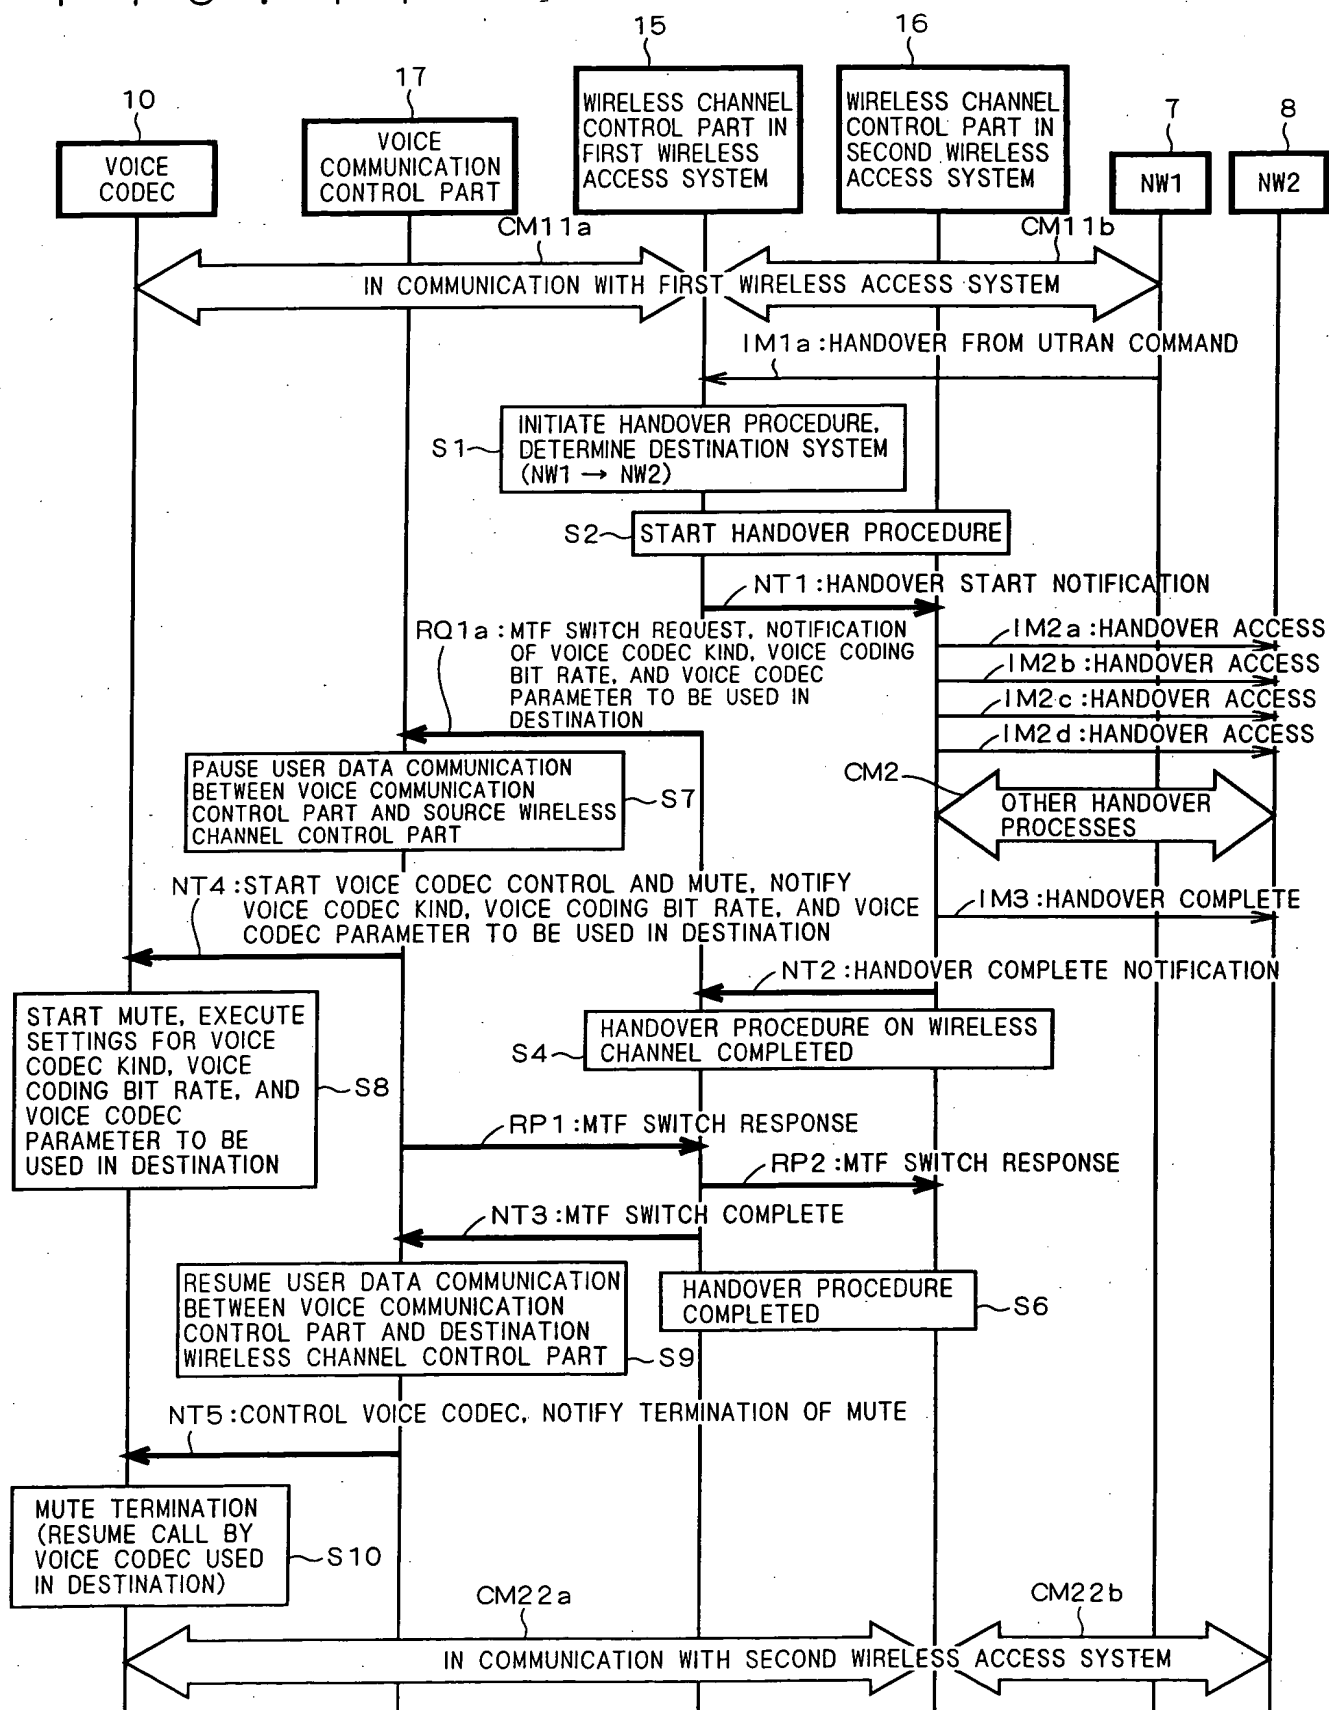 15
16
17
10
7
8
WIRELESS CHANNEL
CONTROL PART IN
FIRST WIRELESS
ACCESS SYSTEM
WIRELESS CHANNEL
CONTROL PART IN
SECOND WIRELESS
ACCESS SYSTEM
VOICE
COMMUNICATION
CONTROL PART
VOICE
CODEC
NW1
NW2
CM11a
CM11b
IN COMMUNICATION WITH FIRST WIRELESS ACCESS SYSTEM
IM1a:HANDOVER FROM UTRAN COMMAND
S1
INITIATE HANDOVER PROCEDURE,
DETERMINE DESTINATION SYSTEM
(NW1 → NW2)
S2
START HANDOVER PROCEDURE
NT1:HANDOVER START NOTIFICATION
RQ1a:MTF SWITCH REQUEST, NOTIFICATION
OF VOICE CODEC KIND, VOICE CODING
BIT RATE, AND VOICE CODEC
PARAMETER TO BE USED IN
DESTINATION
IM2a:HANDOVER ACCESS
IM2b:HANDOVER ACCESS
IM2c:HANDOVER ACCESS
IM2d:HANDOVER ACCESS
PAUSE USER DATA COMMUNICATION
BETWEEN VOICE COMMUNICATION
CONTROL PART AND SOURCE WIRELESS
CHANNEL CONTROL PART
S7
CM2
OTHER HANDOVER
PROCESSES
NT4:START VOICE CODEC CONTROL AND MUTE, NOTIFY
VOICE CODEC KIND, VOICE CODING BIT RATE, AND VOICE
CODEC PARAMETER TO BE USED IN DESTINATION
IM3:HANDOVER COMPLETE
NT2:HANDOVER COMPLETE NOTIFICATION
START MUTE, EXECUTE
SETTINGS FOR VOICE
CODEC KIND, VOICE
CODING BIT RATE, AND
VOICE CODEC
PARAMETER TO BE
USED IN DESTINATION
S8
S4
HANDOVER PROCEDURE ON WIRELESS
CHANNEL COMPLETED
RP1:MTF SWITCH RESPONSE
RP2:MTF SWITCH RESPONSE
NT3:MTF SWITCH COMPLETE
RESUME USER DATA COMMUNICATION
BETWEEN VOICE COMMUNICATION
CONTROL PART AND DESTINATION
WIRELESS CHANNEL CONTROL PART
S9
HANDOVER PROCEDURE
COMPLETED
S6
NT5:CONTROL VOICE CODEC, NOTIFY TERMINATION OF MUTE
MUTE TERMINATION
(RESUME CALL BY
VOICE CODEC USED
IN DESTINATION)
S10
CM22a
CM22b
IN COMMUNICATION WITH SECOND WIRELESS ACCESS SYSTEM